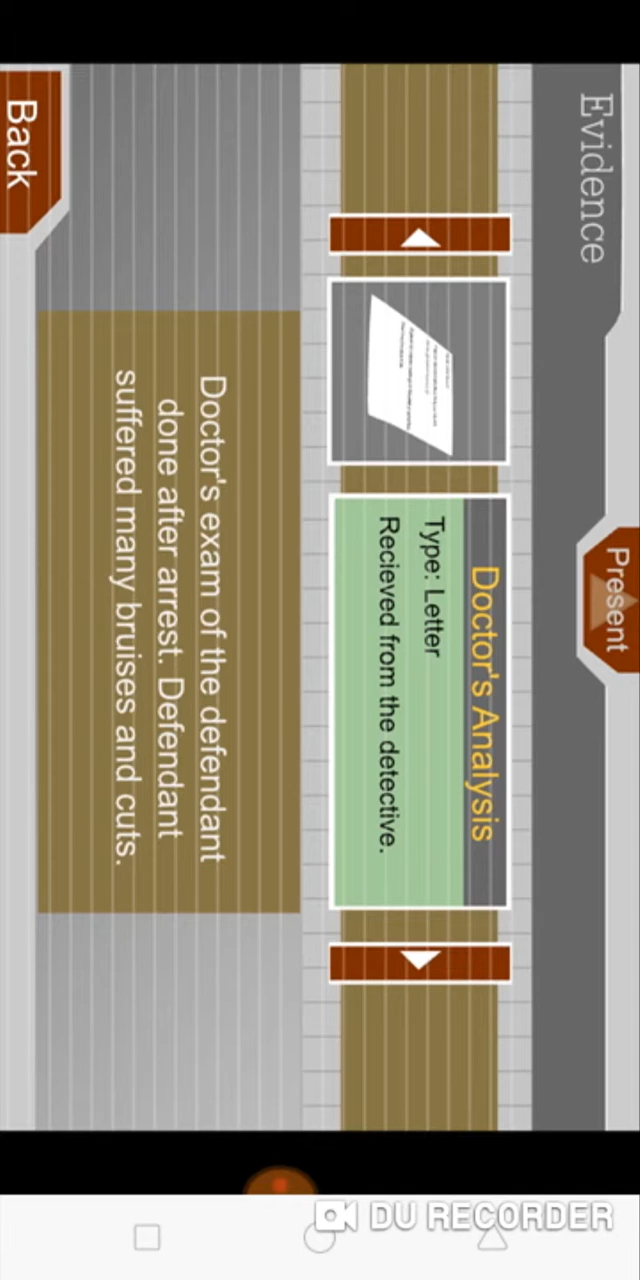 Evidence
Present
Doctor's Analysis
Type: Letter
Recieved from the detective.
Doctor's exam of the defendant
done after arrest. Defendant
suffered many bruises and cuts.
Back
DU RECORDER